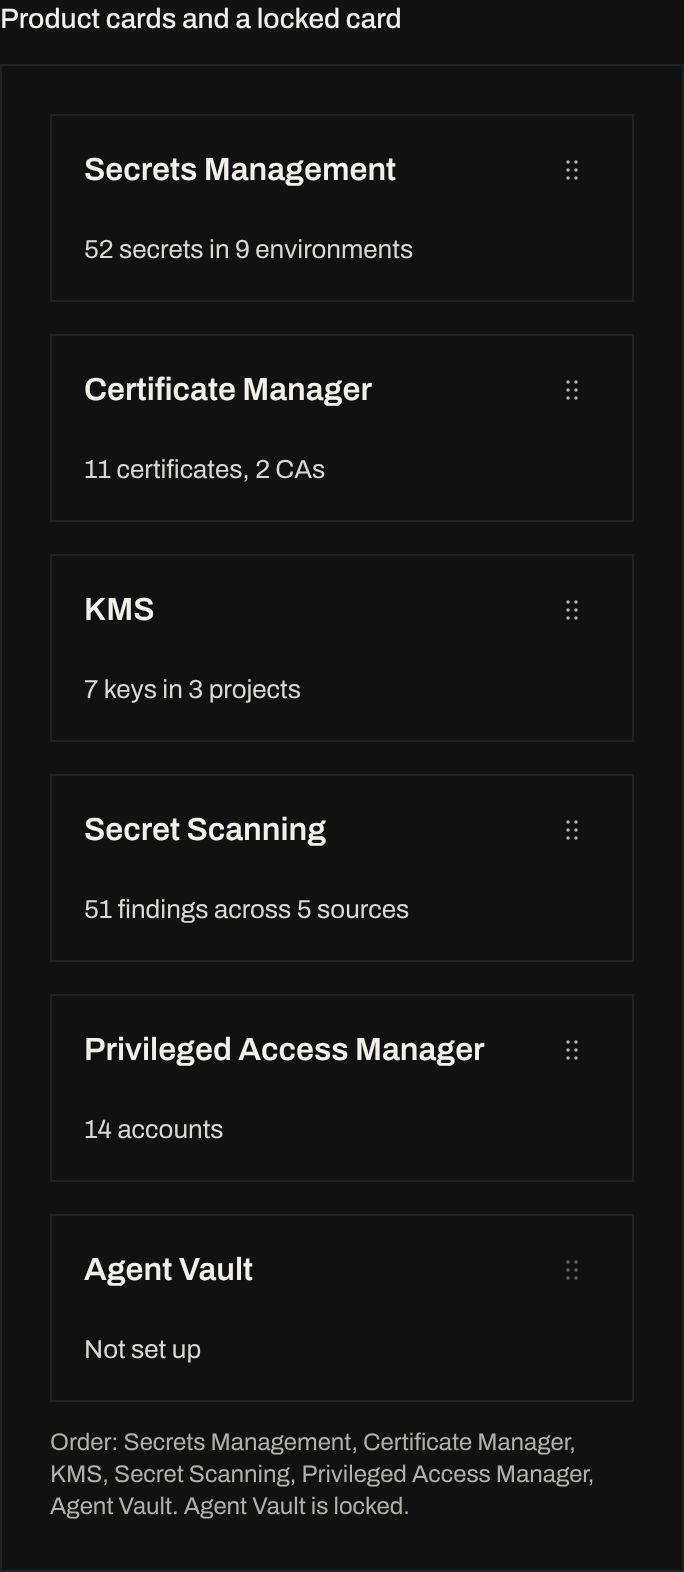 Product cards and a locked card
Secrets Management
52 secrets in 9 environments
Certificate Manager
11 certificates, 2 CAs
KMS
7 keys in 3 projects
Secret Scanning
51 findings across 5 sources
Privileged Access Manager
14 accounts
Agent Vault
Not set up
Order: Secrets Management, Certificate Manager,
KMS, Secret Scanning, Privileged Access Manager,
Agent Vault. Agent Vault is locked.